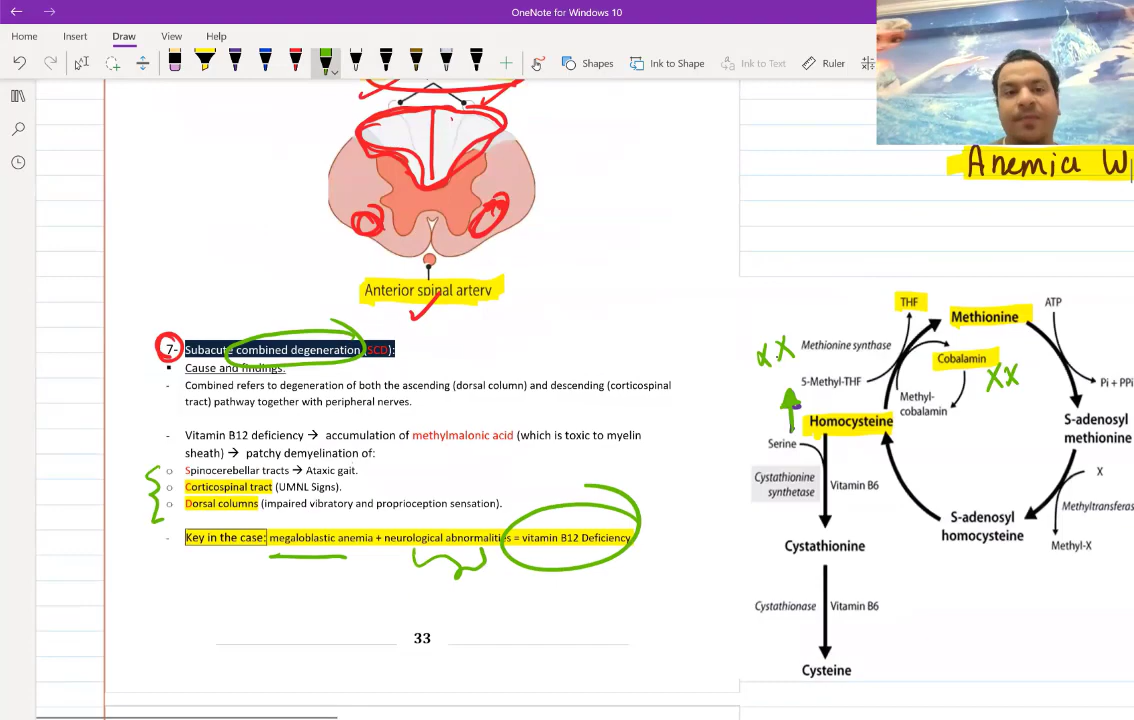 OneNote for Windows 10
Home Insert Draw View Help
Shapes Ink to Shape Ink to Text Ruler
Anemia W
Anterior spinal artery
7- Subacute combined degeneration (SCD):
Cause and findings:
- Combined refers to degeneration of both the ascending (dorsal column) and descending (corticospinal
tract) pathway together with peripheral nerves.
- Vitamin B12 deficiency → accumulation of methylmalonic acid (which is toxic to myelin
sheath) → patchy demyelination of:
o Spinocerebellar tracts → Ataxic gait.
o Corticospinal tract (UMNL Signs).
o Dorsal columns (impaired vibratory and proprioception sensation).
- Key in the case: megaloblastic anemia + neurological abnormalities = vitamin B12 Deficiency
33
THF
Methionine
ATP
Methionine synthase
Cobalamin
XX
5-Methyl-THF
Pi + PPi
Methyl-
cobalamin
Homocysteine
S-adenosyl
methionine
Serine
Cystathionine
synthetase
Vitamin B6
X
Methyltransferas
S-adenosyl
homocysteine
Methyl-X
Cystathionine
Cystathionase
Vitamin B6
Cysteine